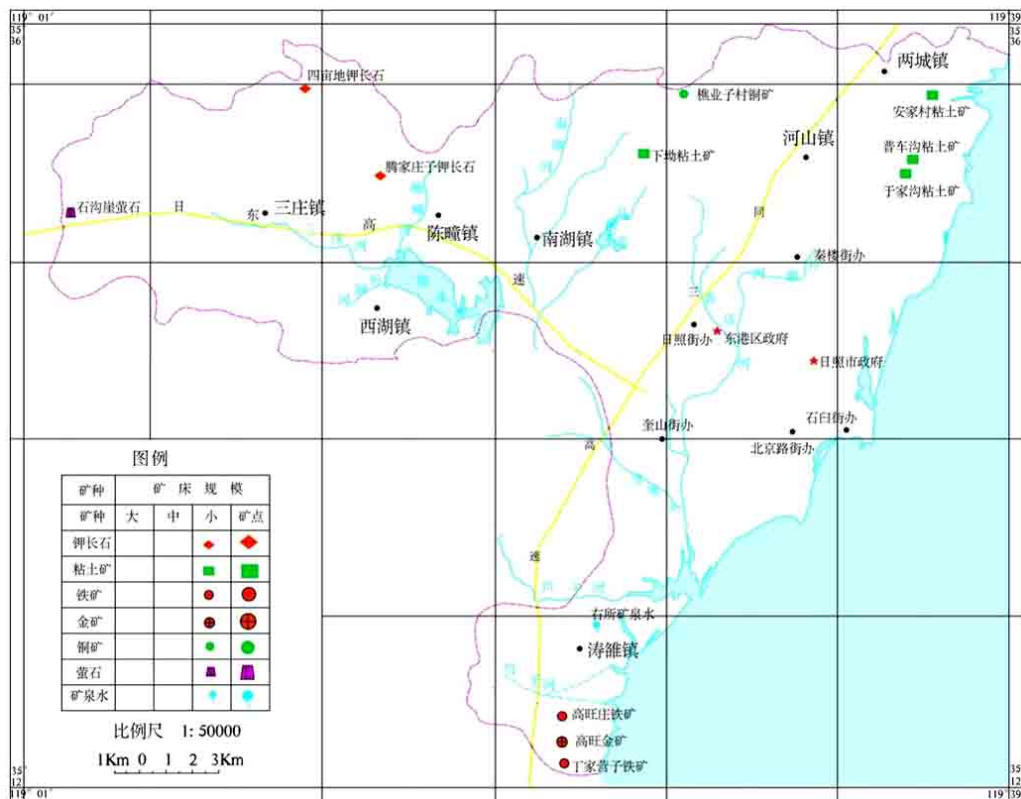 119° 01′
119°39
35
36
35
36
两城镇
四亩地钾长石
樵业子村铜矿
安家村粘土矿
河山镇
下坳粘土矿
普车沟粘土矿
腾家庄子钾长石
于家沟粘土矿
石沟崖萤石
日
东
三庄镇
高
陈疃镇
同
南湖镇
秦楼街办
速
三
西湖镇
日照街办
东港区政府
日照市政府
奎山街办
石臼街办
北京路街办
高
速
右所矿泉水
涛雒镇
高旺庄铁矿
高旺金矿
丁家营子铁矿
图例
矿种 矿 床 规 模
矿种 大 中 小 矿点
钾长石
粘土矿
铁矿
金矿
铜矿
萤石
矿泉水
比例尺 1: 50000
1Km 0 1 2 3Km
35
12
35
12
119° 01′
119°39